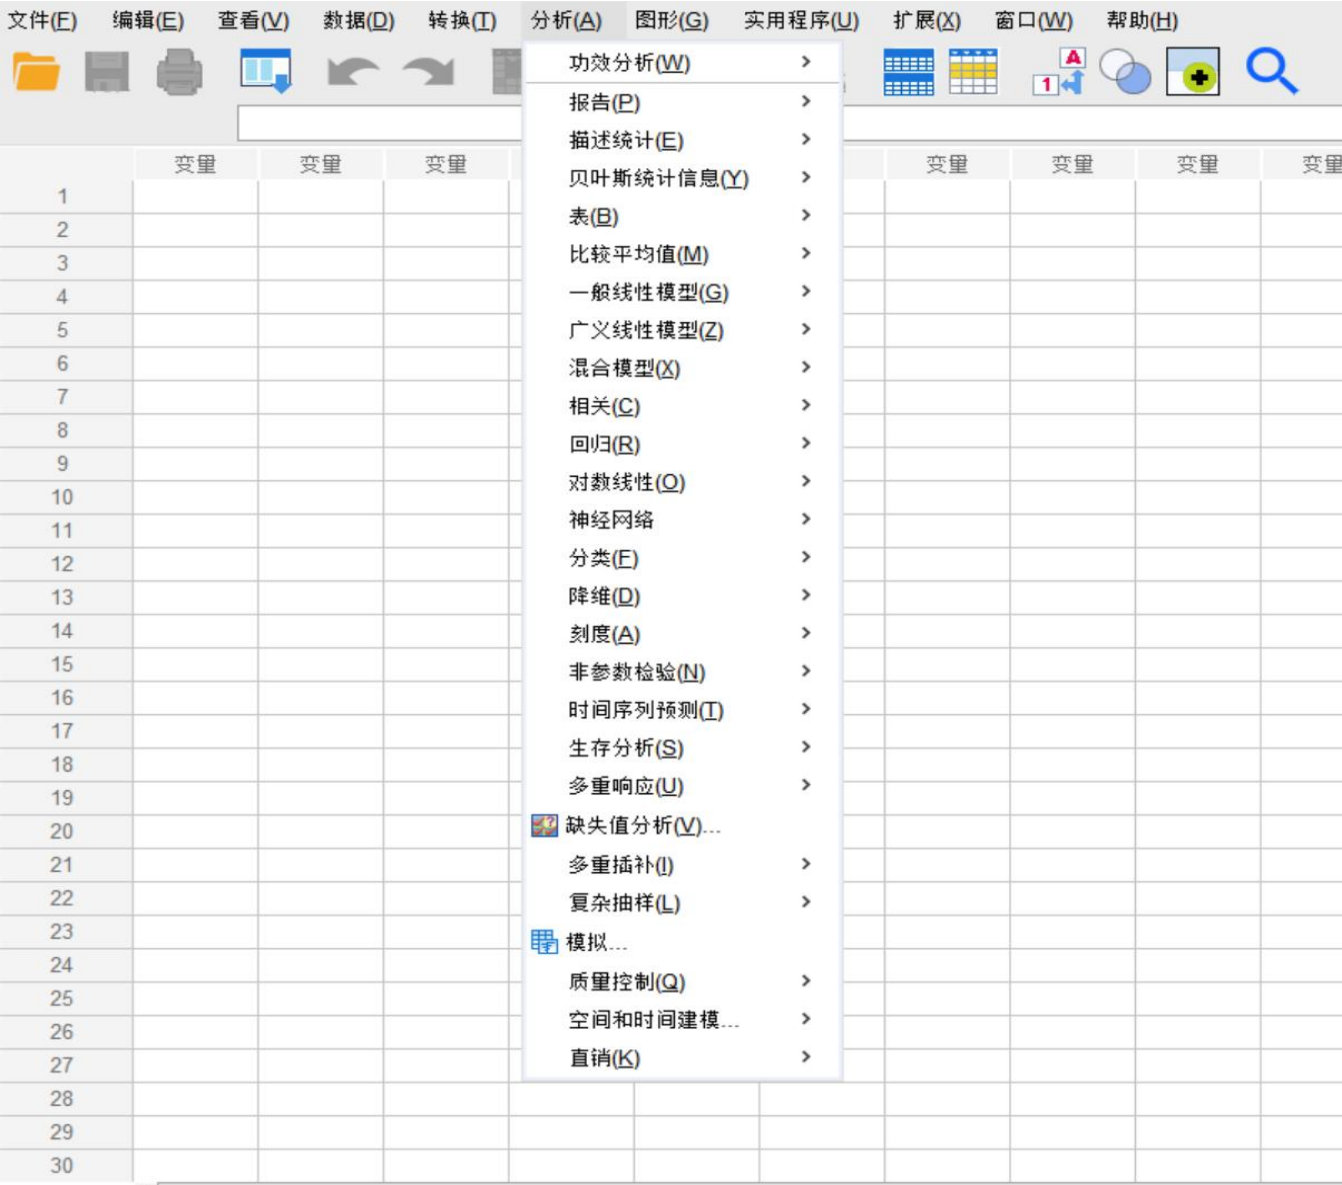 文件(F) 编辑(E) 查看(V) 数据(D) 转换(T) 分析(A) 图形(G) 实用程序(U) 扩展(X) 窗口(W) 帮助(H)
A
1
变量 变量 变量 变量 变量 变量 变量
功效分析(W)
报告(P)
描述统计(E)
贝叶斯统计信息(Y)
表(B)
比较平均值(M)
一般线性模型(G)
广义线性模型(Z)
混合模型(X)
相关(C)
回归(R)
对数线性(O)
神经网络
分类(F)
降维(D)
刻度(A)
非参数检验(N)
时间序列预测(T)
生存分析(S)
多重响应(U)
缺失值分析(V)...
多重插补(I)
复杂抽样(L)
模拟...
质量控制(Q)
空间和时间建模...
直销(K)
1
2
3
4
5
6
7
8
9
10
11
12
13
14
15
16
17
18
19
20
21
22
23
24
25
26
27
28
29
30